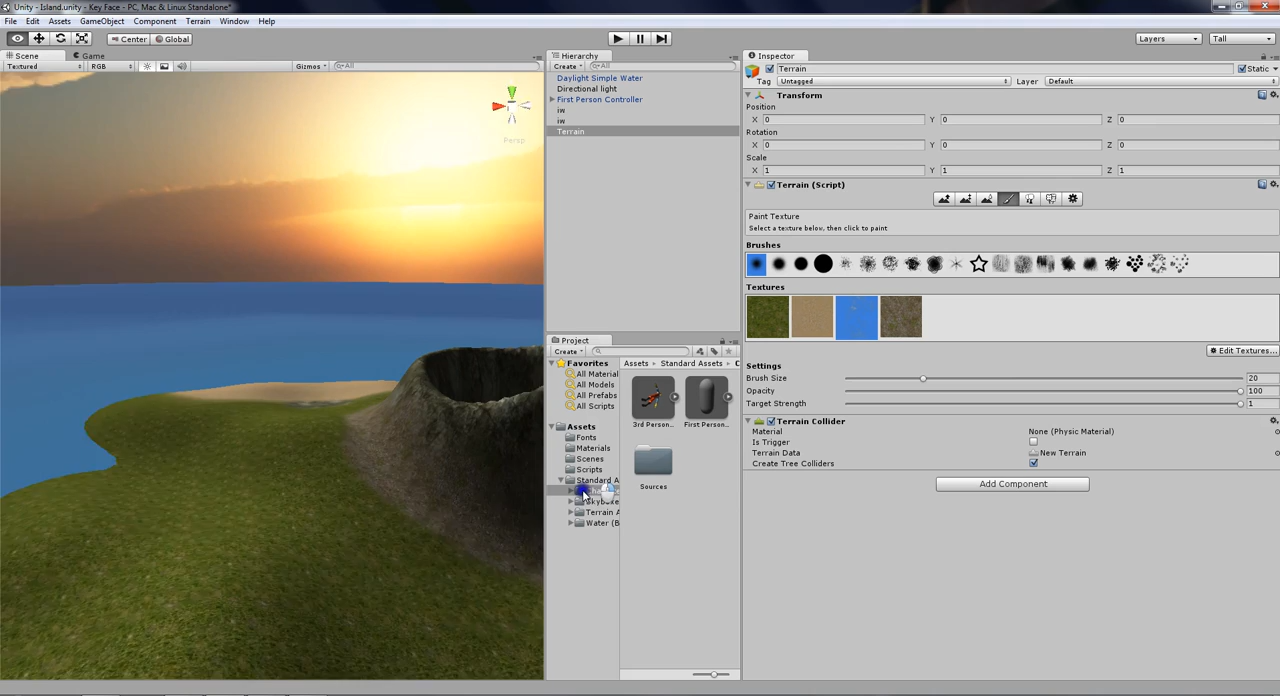 Unity - Island.unity - Key Face - PC, Mac & Linux Standalone*
File Edit Assets GameObject Component Terrain Window Help
Center Global Layers Tall
Scene Game
Textured RGB Gizmos All
Persp
Hierarchy
Create All
Daylight Simple Water
Directional light
First Person Controller
iw
iw
Terrain
Project
Create
Favorites
All Material
All Models
All Prefabs
All Scripts
Assets
Fonts
Materials
Scenes
Scripts
Standard A
Skyboxe
Terrain A
Water (B
Assets Standard Assets C
3rd Person... First Person...
Sources
Inspector
Terrain Static
Tag Untagged Layer Default
Transform
Position
X 0 Y 0 Z 0
Rotation
X 0 Y 0 Z 0
Scale
X 1 Y 1 Z 1
Terrain (Script)
Paint Texture
Select a texture below, then click to paint
Brushes
Textures
Edit Textures...
Settings
Brush Size 20
Opacity 100
Target Strength 1
Terrain Collider
Material None (Physic Material)
Is Trigger
Terrain Data New Terrain
Create Tree Colliders
Add Component